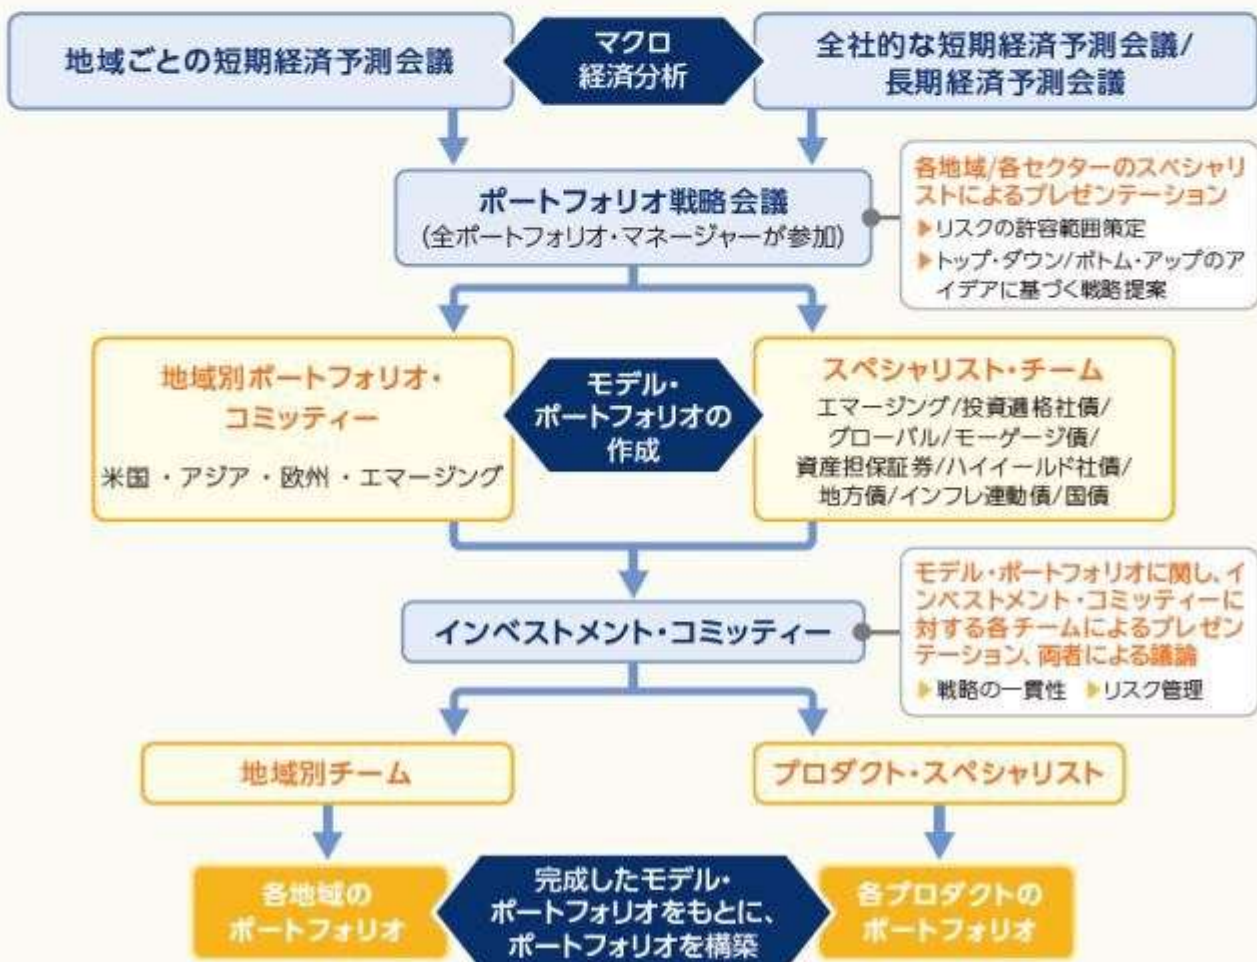 地域ごとの短期経済予測会議
マクロ
経済分析
全社的な短期経済予測会議/
長期経済予測会議
ポートフォリオ戦略会議
(全ポートフォリオ・マネージャーが参加)
各地域/各セクターのスペシャリ
ストによるプレゼンテーション
▶リスクの許容範囲策定
▶トップ・ダウン/ボトム・アップのア
イデアに基づく戦略提案
地域別ポートフォリオ・
コミッティー
米国・アジア・欧州・エマージング
モデル・
ポートフォリオの
作成
スペシャリスト・チーム
エマージング/投資適格社債/
グローバル/モーゲージ債/
資産担保証券/ハイイールド社債/
地方債/インフレ連動債/国債
インベストメント・コミッティー
モデル・ポートフォリオに関し、イ
ンベストメント・コミッティーに
対する各チームによるプレゼン
テーション、両者による議論
▶戦略の一貫性 ▶リスク管理
地域別チーム
プロダクト・スペシャリスト
各地域の
ポートフォリオ
完成したモデル・
ポートフォリオをもとに、
ポートフォリオを構築
各プロダクトの
ポートフォリオ